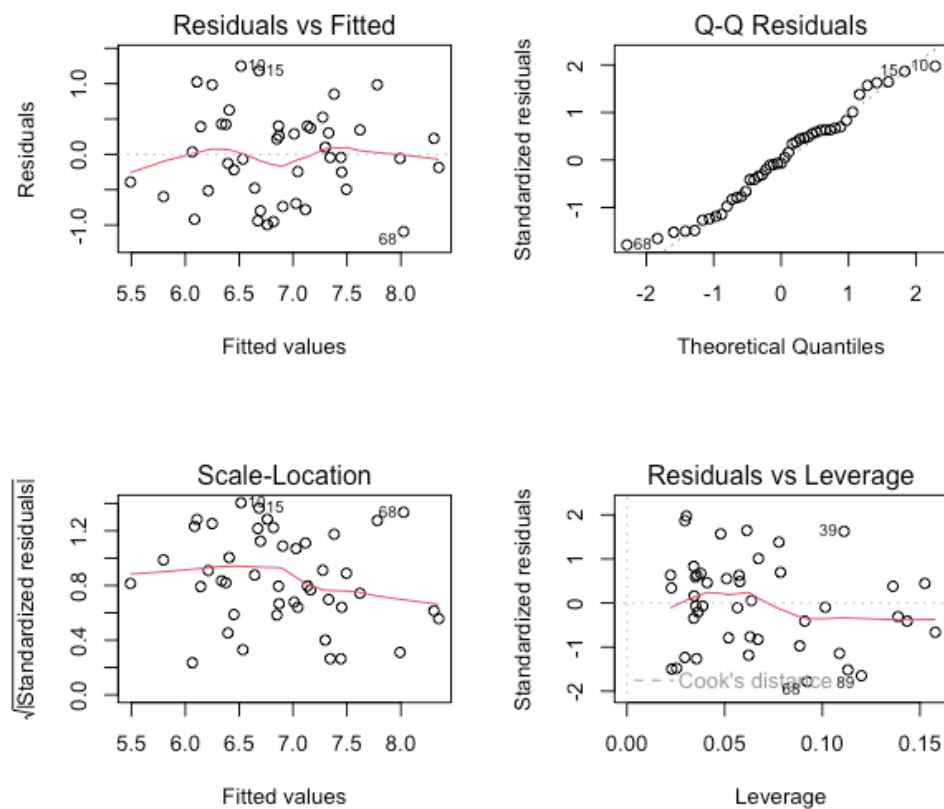 Residuals vs Fitted
Residuals
1.0
0.0
-1.0
10
15
68
5.5 6.0 6.5 7.0 7.5 8.0
Fitted values
Q-Q Residuals
Standardized residuals
2
1
0
-1
15
10
68
-2 -1 0 1 2
Theoretical Quantiles
Scale-Location
√|Standardized residuals|
1.2
0.8
0.4
0.0
10
15
68
5.5 6.0 6.5 7.0 7.5 8.0
Fitted values
Residuals vs Leverage
Standardized residuals
2
1
0
-1
-2
39
Cook's distance
68
89
0.00 0.05 0.10 0.15
Leverage